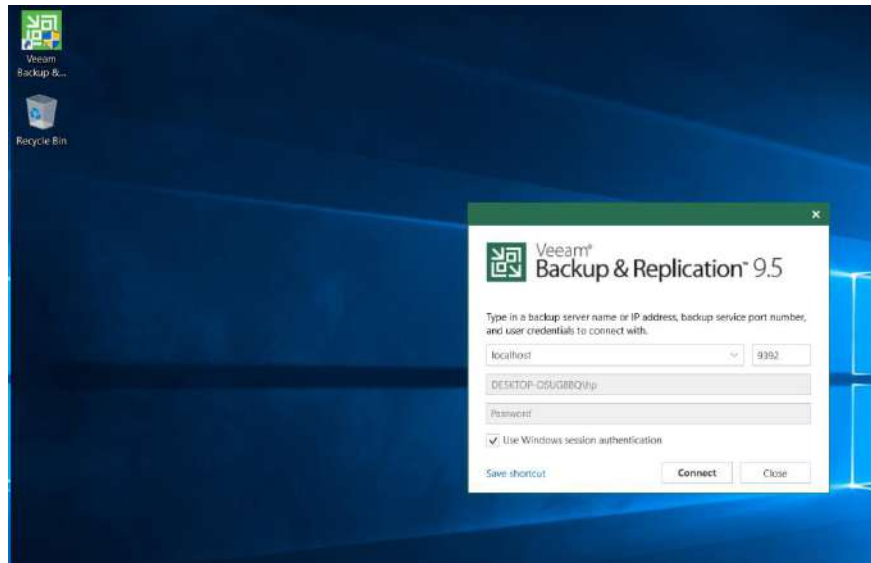 Veeam
Backup &...
Recycle Bin
Veeam®
Backup & Replication™ 9.5
Type in a backup server name or IP address, backup service port number,
and user credentials to connect with.
localhost
9392
Password
Use Windows session authentication
Save shortcut
Connect
Close